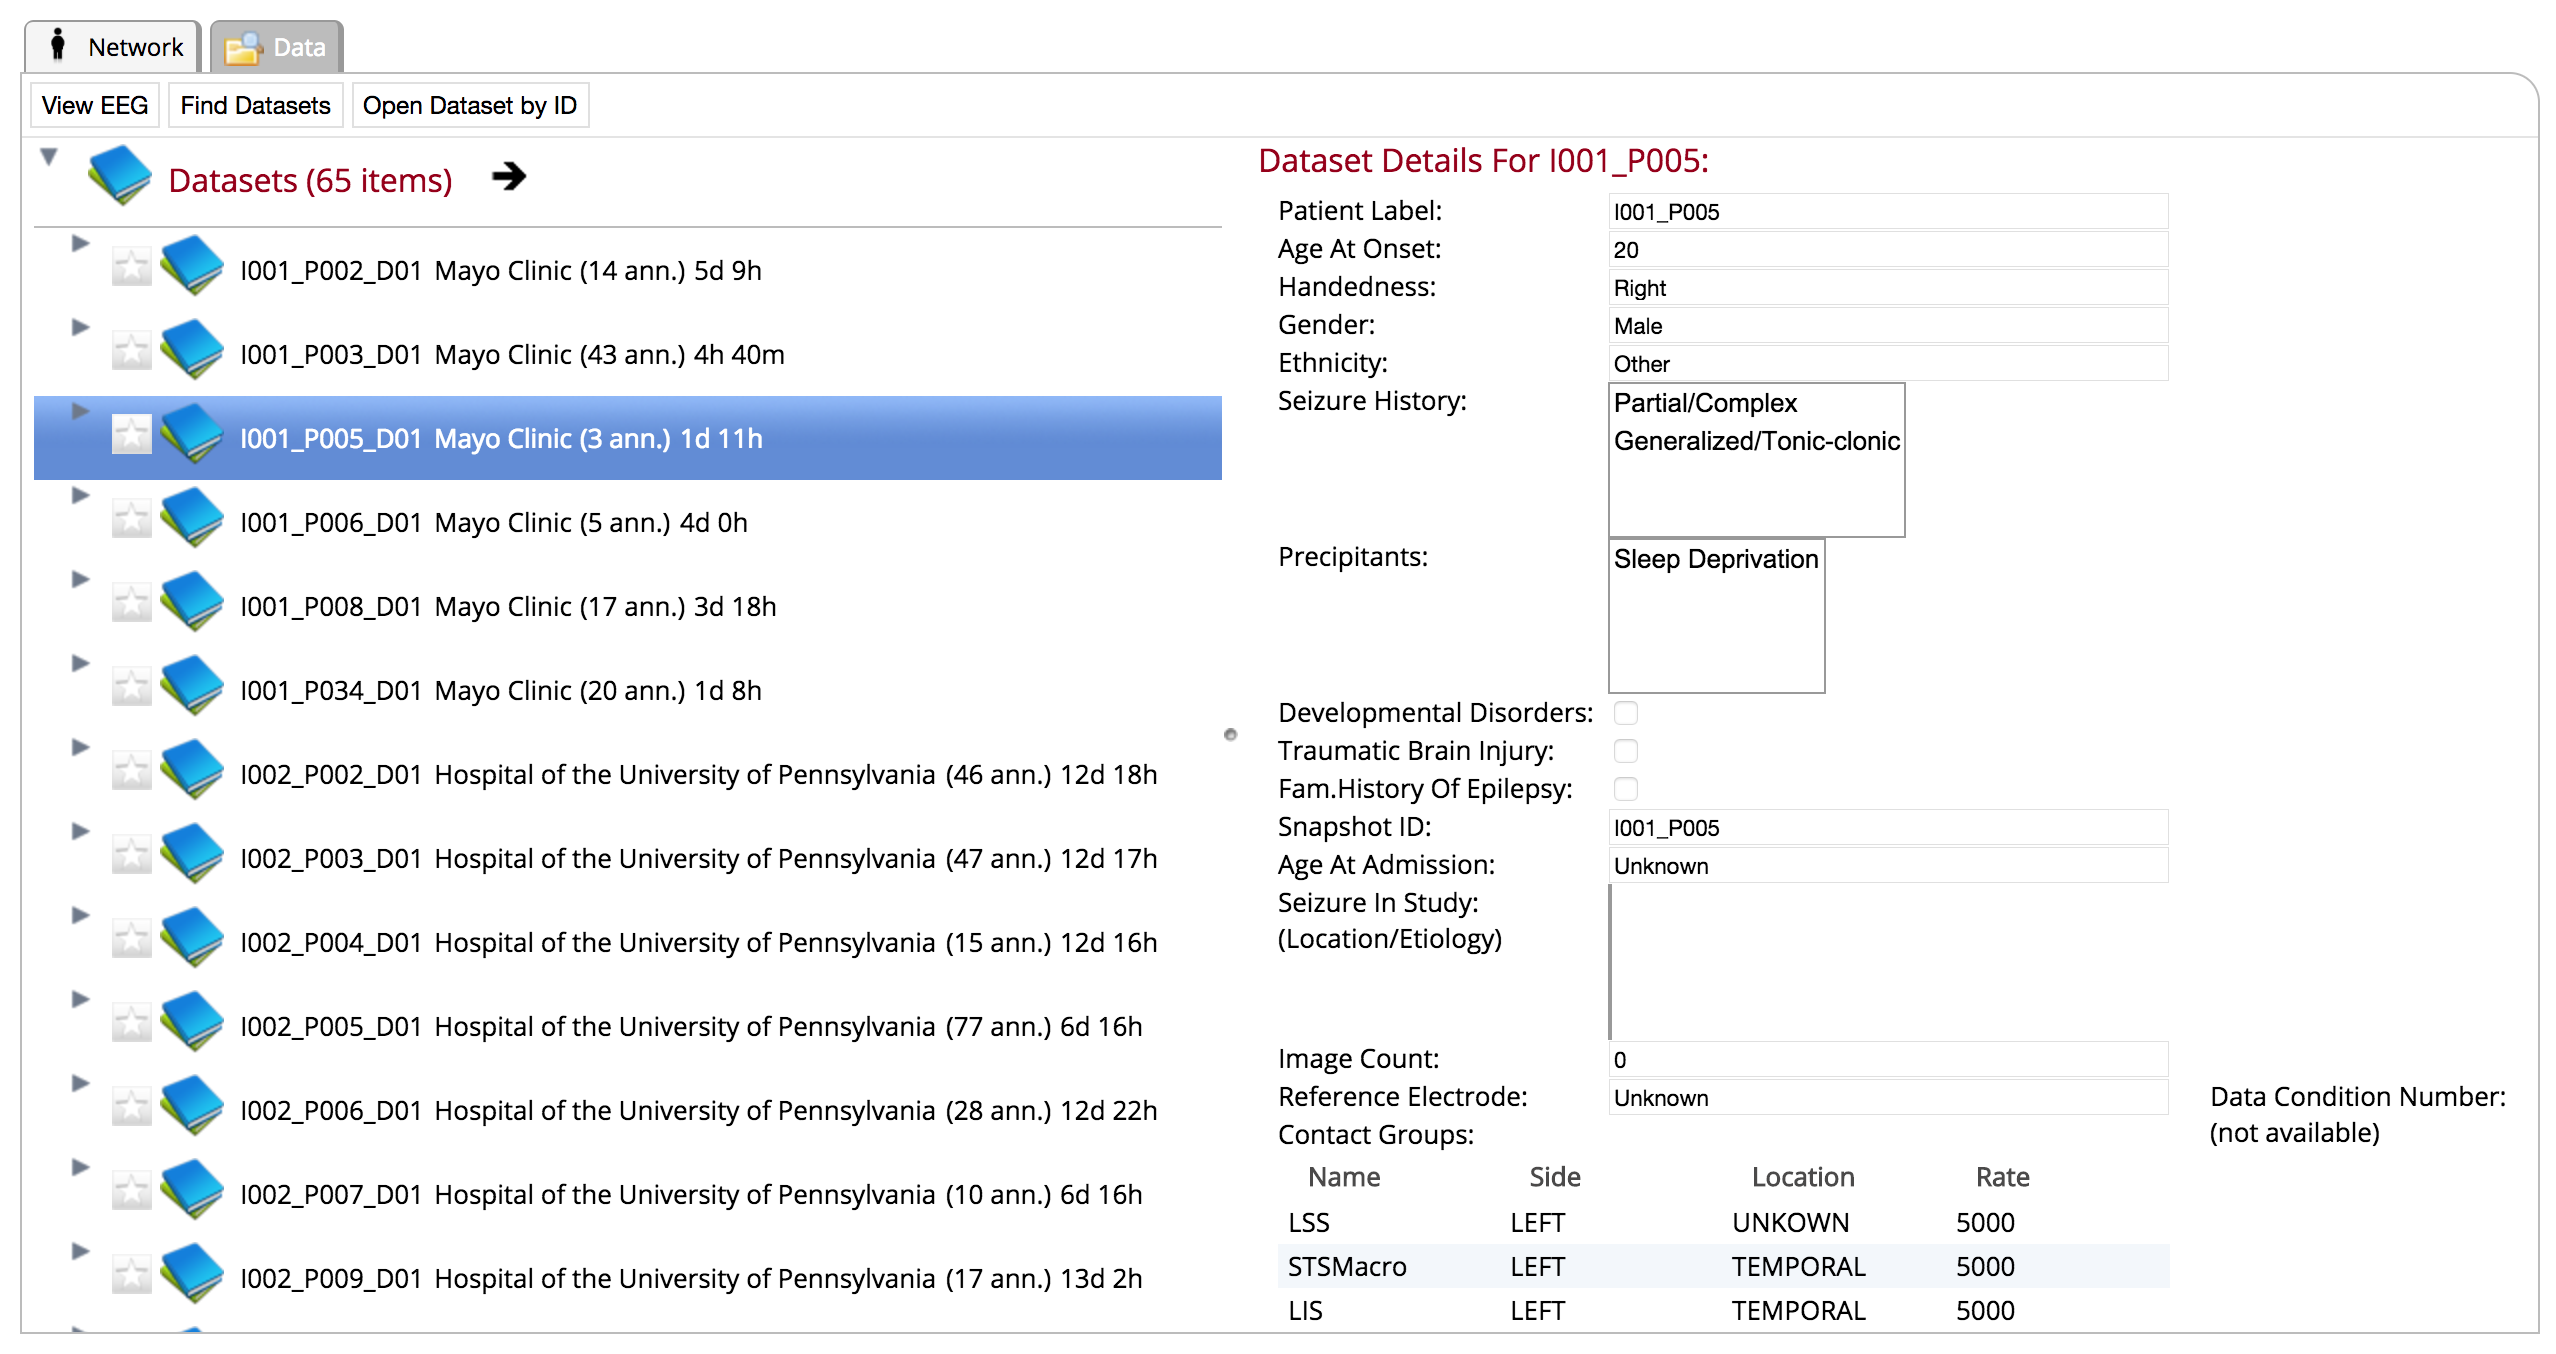 Network
Data
View EEG
Find Datasets
Open Dataset by ID
Datasets (65 items)
I001_P002_D01 Mayo Clinic (14 ann.) 5d 9h
I001_P003_D01 Mayo Clinic (43 ann.) 4h 40m
I001_P005_D01 Mayo Clinic (3 ann.) 1d 11h
I001_P006_D01 Mayo Clinic (5 ann.) 4d 0h
I001_P008_D01 Mayo Clinic (17 ann.) 3d 18h
I001_P034_D01 Mayo Clinic (20 ann.) 1d 8h
I002_P002_D01 Hospital of the University of Pennsylvania (46 ann.) 12d 18h
I002_P003_D01 Hospital of the University of Pennsylvania (47 ann.) 12d 17h
I002_P004_D01 Hospital of the University of Pennsylvania (15 ann.) 12d 16h
I002_P005_D01 Hospital of the University of Pennsylvania (77 ann.) 6d 16h
I002_P006_D01 Hospital of the University of Pennsylvania (28 ann.) 12d 22h
I002_P007_D01 Hospital of the University of Pennsylvania (10 ann.) 6d 16h
I002_P009_D01 Hospital of the University of Pennsylvania (17 ann.) 13d 2h
Dataset Details For I001_P005:
Patient Label: I001_P005
Age At Onset: 20
Handedness: Right
Gender: Male
Ethnicity: Other
Seizure History: Partial/Complex
Generalized/Tonic-clonic
Precipitants: Sleep Deprivation
Developmental Disorders:
Traumatic Brain Injury:
Fam.History Of Epilepsy:
Snapshot ID: I001_P005
Age At Admission: Unknown
Seizure In Study:
(Location/Etiology)
Image Count: 0
Reference Electrode: Unknown
Data Condition Number:
(not available)
Contact Groups:
Name Side Location Rate
LSS LEFT UNKOWN 5000
STSMacro LEFT TEMPORAL 5000
LIS LEFT TEMPORAL 5000